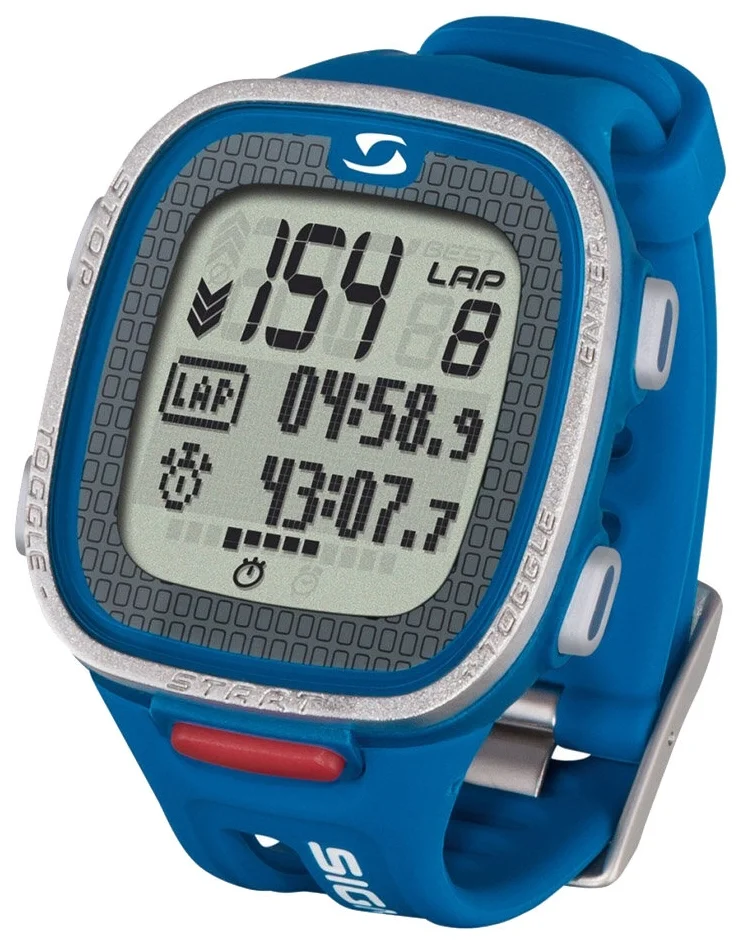 STOP
BEST
154 LAP 8
ENTER
LAP 04:58.9
43:07.7
TOGGLE -
+ TOGGLE
START
SIG